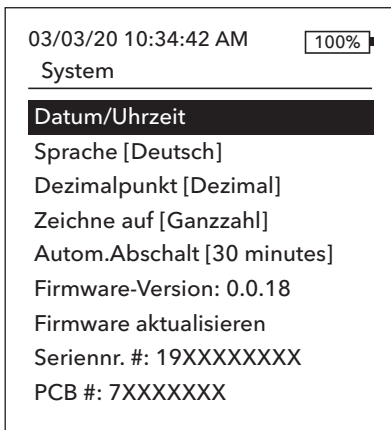 03/03/20 10:34:42 AM 100%
System
Datum/Uhrzeit
Sprache [Deutsch]
Dezimalpunkt [Dezimal]
Zeichne auf [Ganzzahl]
Autom.Abschalt [30 minutes]
Firmware-Version: 0.0.18
Firmware aktualisieren
Seriennr. #: 19XXXXXXXX
PCB #: 7XXXXXXX